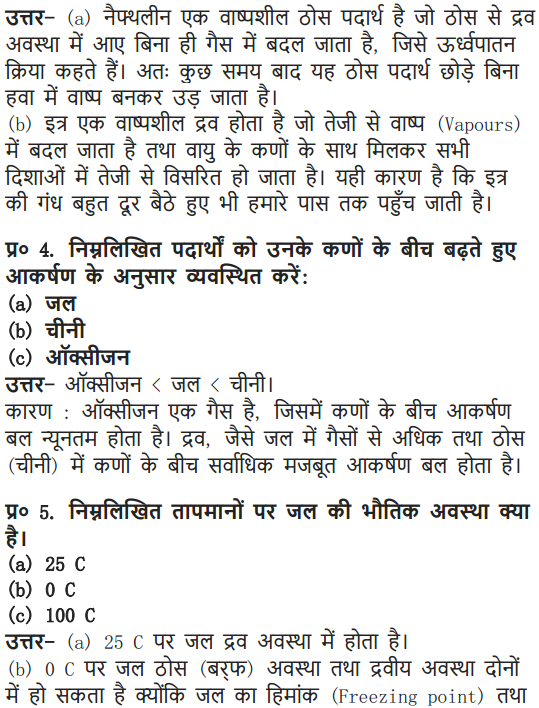 उत्तर- (a) नैफ्थलीन एक वाष्पशील ठोस पदार्थ है जो ठोस से द्रव
अवस्था में आए बिना ही गैस में बदल जाता है, जिसे ऊर्ध्वपातन
क्रिया कहते हैं। अतः कुछ समय बाद यह ठोस पदार्थ छोड़े बिना
हवा में वाष्प बनकर उड़ जाता है।
(b) इत्र एक वाष्पशील द्रव होता है जो तेजी से वाष्प (Vapours)
में बदल जाता है तथा वायु के कणों के साथ मिलकर सभी
दिशाओं में तेजी से विसरित हो जाता है। यही कारण है कि इत्र
की गंध बहुत दूर बैठे हुए भी हमारे पास तक पहुँच जाती है।
प्र० 4. निम्नलिखित पदार्थों को उनके कणों के बीच बढ़ते हुए
आकर्षण के अनुसार व्यवस्थित करें:
(a) जल
(b) चीनी
(c) ऑक्सीजन
उत्तर- ऑक्सीजन < जल < चीनी।
कारण : ऑक्सीजन एक गैस है, जिसमें कणों के बीच आकर्षण
बल न्यूनतम होता है। द्रव, जैसे जल में गैसों से अधिक तथा ठोस
(चीनी) में कणों के बीच सर्वाधिक मजबूत आकर्षण बल होता है।
प्र० 5. निम्नलिखित तापमानों पर जल की भौतिक अवस्था क्या
है।
(a) 25 C
(b) 0 C
(c) 100 C
उत्तर- (a) 25 C पर जल द्रव अवस्था में होता है।
(b) 0 C पर जल ठोस (बर्फ) अवस्था तथा द्रवीय अवस्था दोनों
में हो सकता है क्योंकि जल का हिमांक (Freezing point) तथा